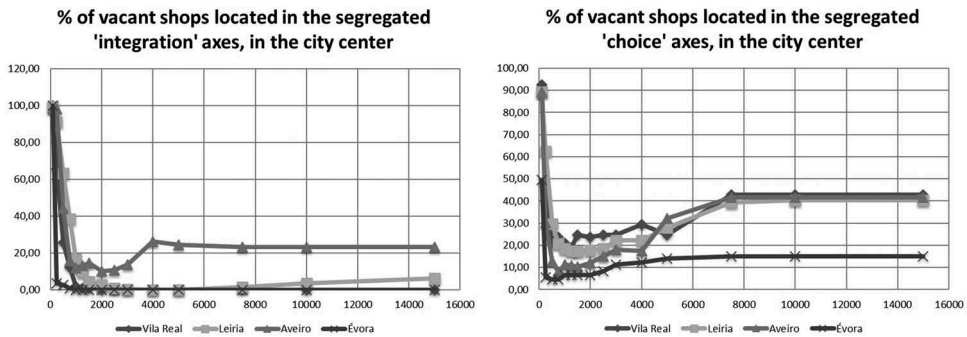 % of vacant shops located in the segregated
'integration' axes, in the city center
120,00
100,00
80,00
60,00
40,00
20,00
0,00
0 2000 4000 6000 8000 10000 12000 14000 16000
Vila Real Leiria Aveiro Évora
% of vacant shops located in the segregated
'choice' axes, in the city center
100,00
90,00
80,00
70,00
60,00
50,00
40,00
30,00
20,00
10,00
0,00
0 2000 4000 6000 8000 10000 12000 14000 16000
Vila Real Leiria Aveiro Évora